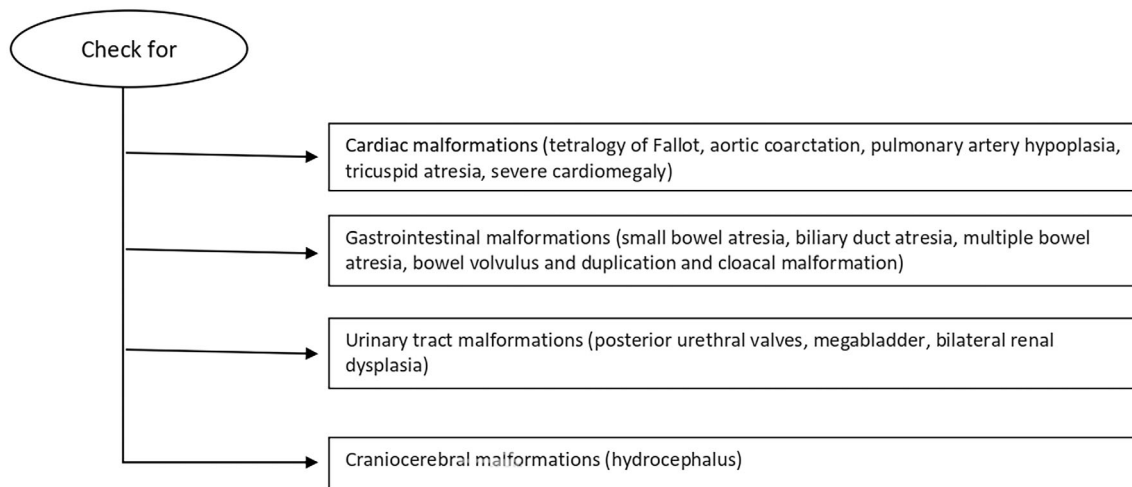 Check for
Cardiac malformations (tetralogy of Fallot, aortic coarctation, pulmonary artery hypoplasia,
tricuspid atresia, severe cardiomegaly)
Gastrointestinal malformations (small bowel atresia, biliary duct atresia, multiple bowel
atresia, bowel volvulus and duplication and cloacal malformation)
Urinary tract malformations (posterior urethral valves, megabladder, bilateral renal
dysplasia)
Craniocerebral malformations (hydrocephalus)